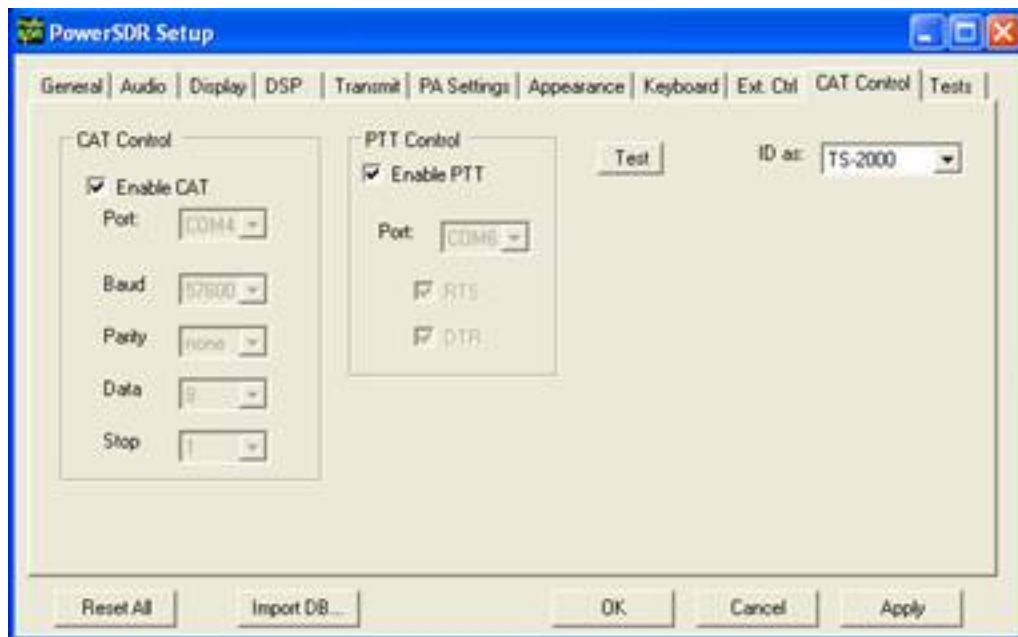 PowerSDR Setup
General Audio Display DSP Transmit PA Settings Appearance Keyboard Ext. Ctrl CAT Control Tests
CAT Control
Enable CAT
Port:
COM4
Baud
57600
Parity
none
Data
8
Stop
1
PTT Control
Enable PTT
Port:
COM6
RTS
DTR
Test
ID as:
TS-2000
Reset All
Import DB...
OK
Cancel
Apply